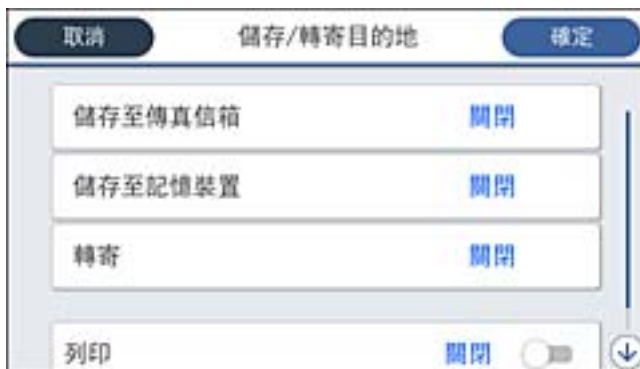 取消 儲存/轉寄目的地 確定
儲存至傳真信箱 關閉
儲存至記憶裝置 關閉
轉寄 關閉
列印 關閉